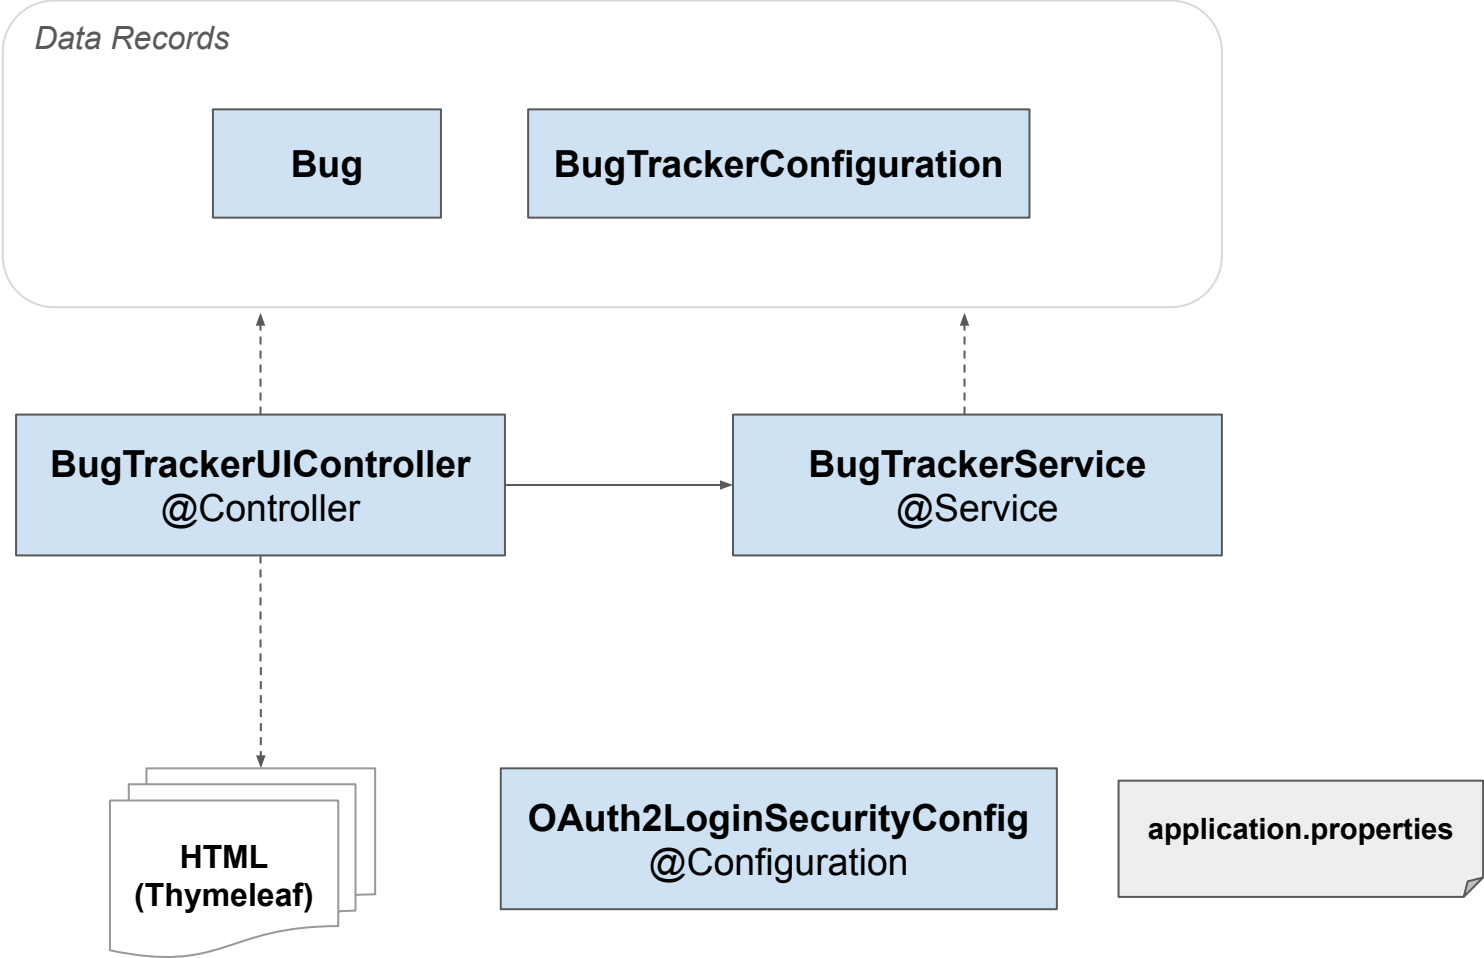 Data Records
Bug
BugTrackerConfiguration
BugTrackerUIController
@Controller
BugTrackerService
@Service
HTML
(Thymeleaf)
OAuth2LoginSecurityConfig
@Configuration
application.properties